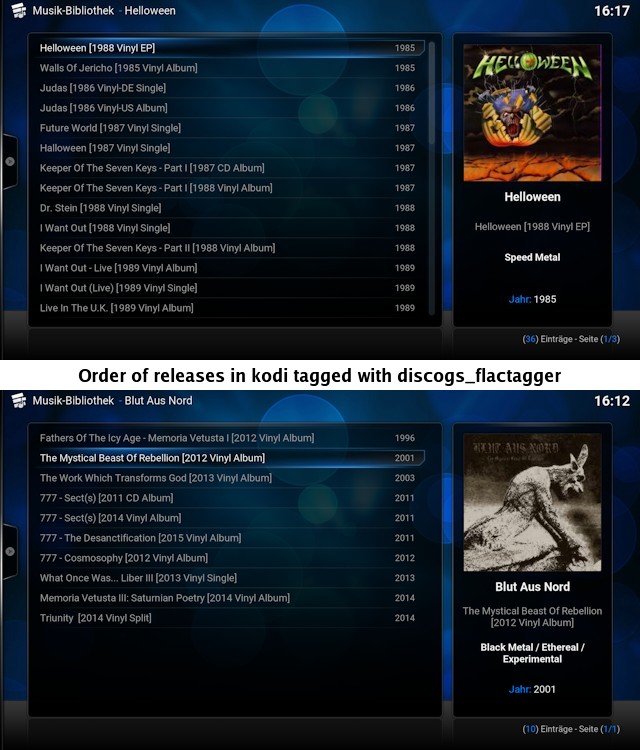 Musik-Bibliothek - Helloween 16:17
Helloween [1988 Vinyl EP] 1985
Walls Of Jericho [1985 Vinyl Album] 1985
Judas [1986 Vinyl-DE Single] 1986
Judas [1986 Vinyl-US Album] 1986
Future World [1987 Vinyl Single] 1987
Halloween [1987 Vinyl Single] 1987
Keeper Of The Seven Keys - Part I [1987 CD Album] 1987
Keeper Of The Seven Keys - Part I [1988 Vinyl Album] 1987
Dr. Stein [1988 Vinyl Single] 1988
I Want Out [1988 Vinyl Single] 1988
Keeper Of The Seven Keys - Part II [1988 Vinyl Album] 1988
I Want Out - Live [1989 Vinyl Album] 1989
I Want Out (Live) [1989 Vinyl Single] 1989
Live In The U.K. [1989 Vinyl Album] 1989
HELLOWEEN
Helloween
Helloween [1988 Vinyl EP]
Speed Metal
Jahr: 1985
(36) Einträge - Seite (1/3)
Order of releases in kodi tagged with discogs_flactagger
Musik-Bibliothek - Blut Aus Nord 16:12
Fathers Of The Icy Age - Memoria Vetusta I [2012 Vinyl Album] 1996
The Mystical Beast Of Rebellion [2012 Vinyl Album] 2001
The Work Which Transforms God [2013 Vinyl Album] 2003
777 - Sect(s) [2011 CD Album] 2011
777 - Sect(s) [2014 Vinyl Album] 2011
777 - The Desanctification [2015 Vinyl Album] 2011
777 - Cosmosophy [2012 Vinyl Album] 2012
What Once Was... Liber III [2013 Vinyl Single] 2013
Memoria Vetusta III: Saturnian Poetry [2014 Vinyl Album] 2014
Triunity [2014 Vinyl Split] 2014
BLUT AUS NORD
Blut Aus Nord
The Mystical Beast Of Rebellion
[2012 Vinyl Album]
Black Metal / Ethereal /
Experimental
Jahr: 2001
(10) Einträge - Seite (1/1)